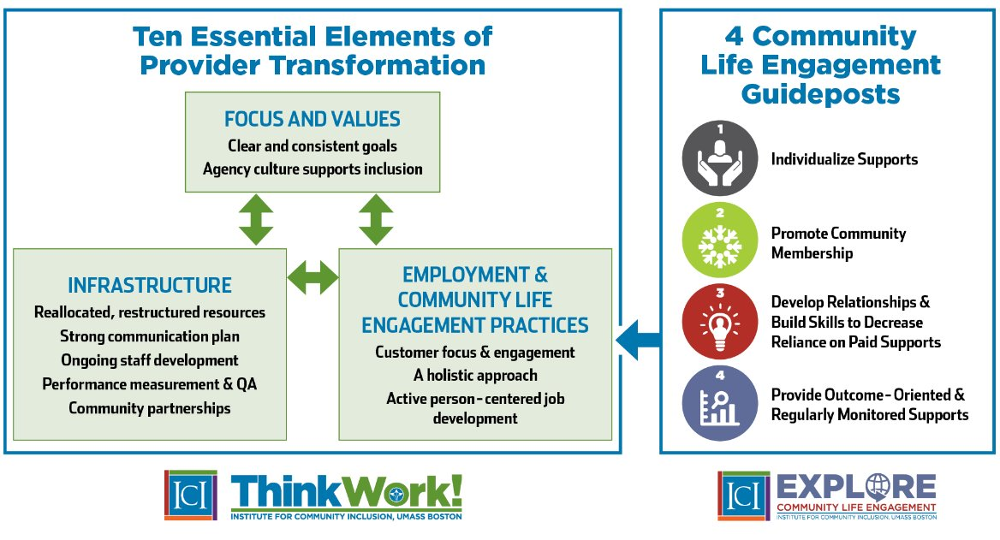 Ten Essential Elements of
Provider Transformation
FOCUS AND VALUES
Clear and consistent goals
Agency culture supports inclusion
INFRASTRUCTURE
Reallocated, restructured resources
Strong communication plan
Ongoing staff development
Performance measurement & QA
Community partnerships
EMPLOYMENT &
COMMUNITY LIFE
ENGAGEMENT PRACTICES
Customer focus & engagement
A holistic approach
Active person-centered job
development
4 Community
Life Engagement
Guideposts
1
Individualize Supports
2
Promote Community
Membership
3
Develop Relationships &
Build Skills to Decrease
Reliance on Paid Supports
4
Provide Outcome-Oriented &
Regularly Monitored Supports
ICI
ThinkWork!
INSTITUTE FOR COMMUNITY INCLUSION, UMASS BOSTON
ICI
EXPLORE
COMMUNITY LIFE ENGAGEMENT
INSTITUTE FOR COMMUNITY INCLUSION, UMASS BOSTON